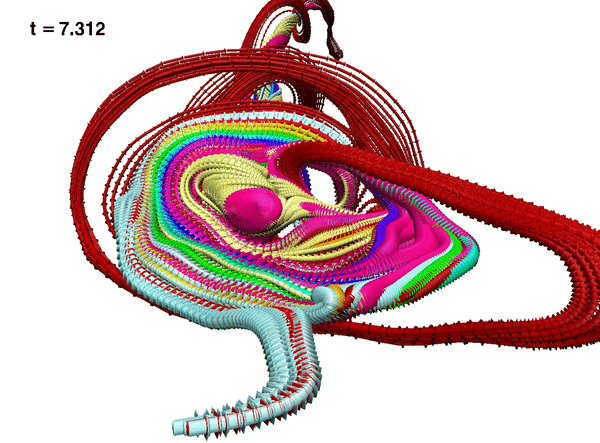 t = 7.312